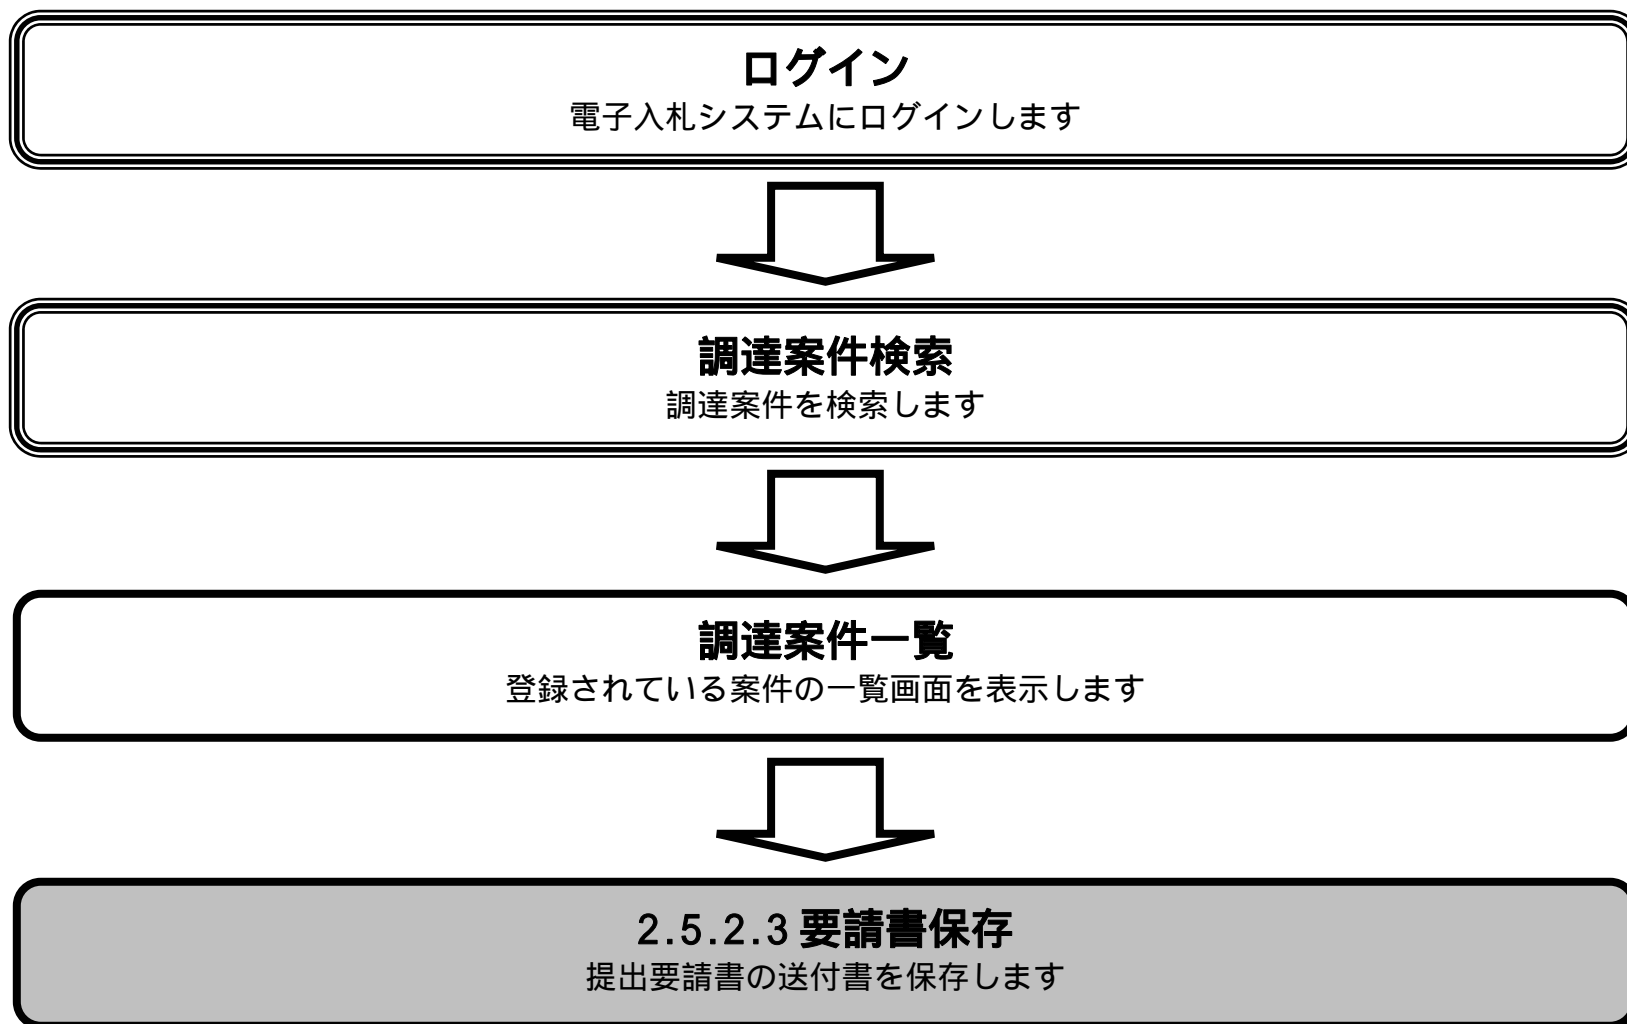 ログイン
電子入札システムにログインします
調達案件検索
調達案件を検索します
調達案件一覧
登録されている案件の一覧画面を表示します
2.5.2.3 要請書保存
提出要請書の送付書を保存します